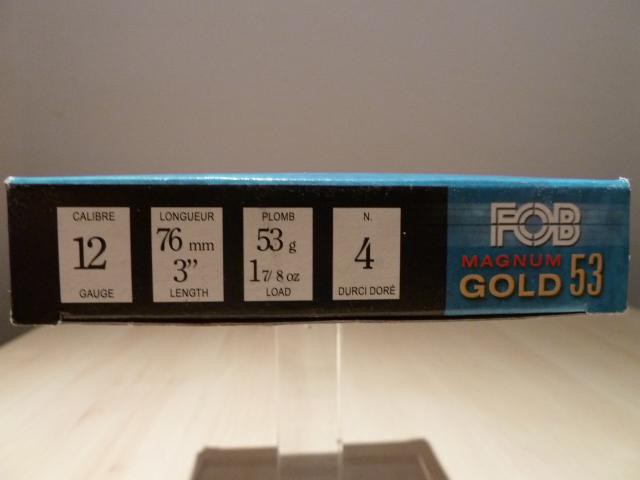 CALIBRE
12
GAUGE
LONGUEUR
76 mm
3”
LENGTH
PLOMB
53 g
1 7/8 oz
LOAD
N.
4
DURCI DORÉ
FOB
MAGNUM
GOLD 53